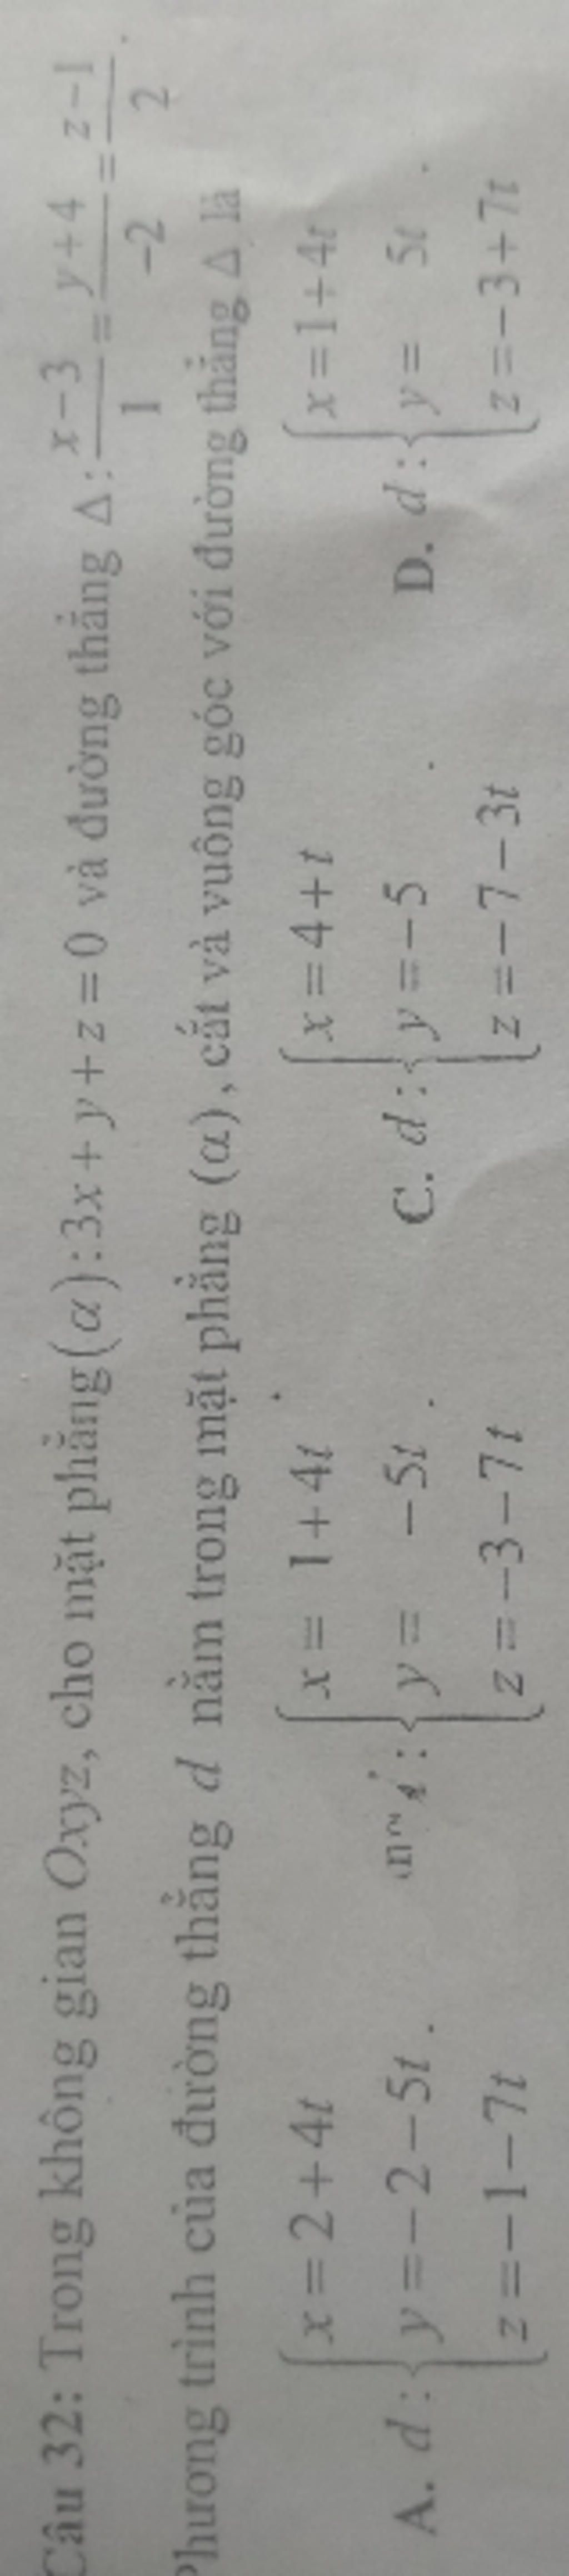 Câu 32: Trong không gian Oxyz, cho mặt phẳng (α): 3x + y + z = 0 và đường thẳng Δ: (x−3)/1 = (y+4)/−2 = (z−1)/2.
Phương trình của đường thẳng d nằm trong mặt phẳng (α), cắt và vuông góc với đường thẳng Δ là
A. d: { x = 2 + 4t; y = −2 − 5t; z = −1 − 7t .
: { x = 1 + 4t; y = −5t; z = −3 − 7t .
C. d: { x = 4 + t; y = −5; z = −7 − 3t .
D. d: { x = 1 + 4t; y = 5t; z = −3 + 7t .